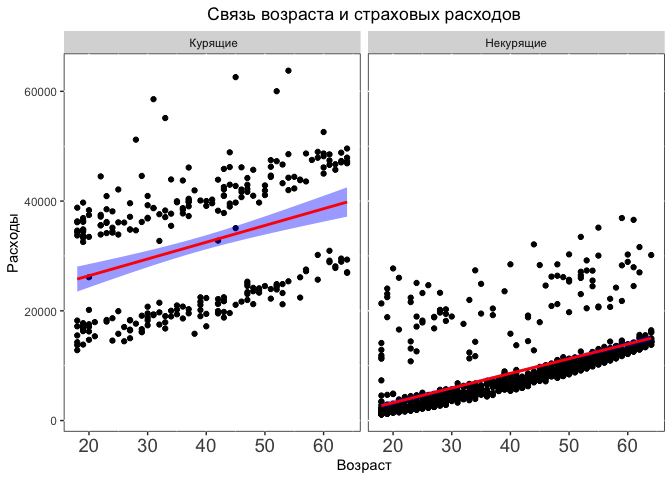 Связь возраста и страховых расходов
Курящие
Некурящие
Расходы
60000
40000
20000
0
20 30 40 50 60
20 30 40 50 60
Возраст